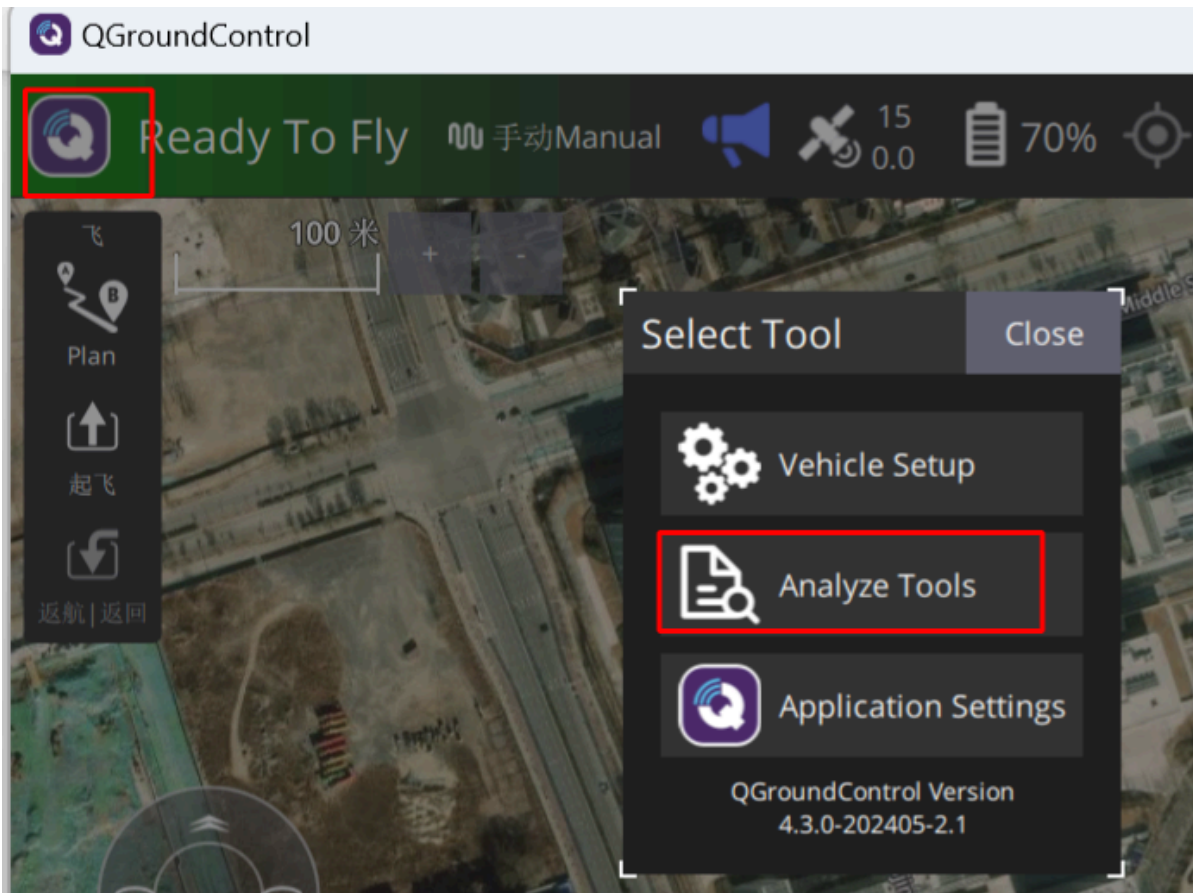 QGroundControl
Ready To Fly
手动Manual
15
0.0
70%
飞
100 米
+
-
A
B
Plan
起飞
返航|返回
Middle
Select Tool
Close
Vehicle Setup
Analyze Tools
Application Settings
QGroundControl Version
4.3.0-202405-2.1